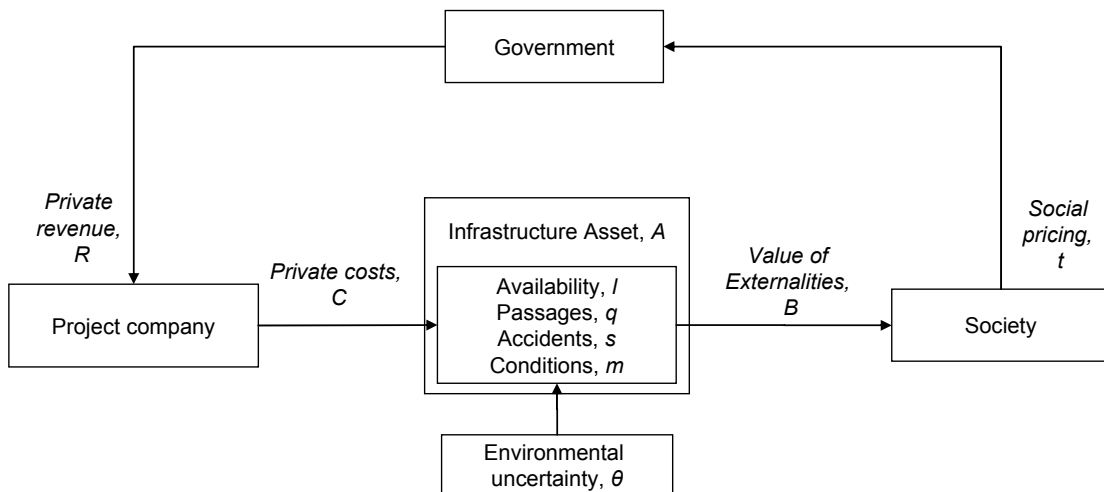 Government
Private
revenue,
R
Infrastructure Asset, A
Social
pricing,
t
Private costs,
C
Value of
Externalities,
B
Project company
Availability, l
Passages, q
Accidents, s
Conditions, m
Society
Environmental
uncertainty, θ